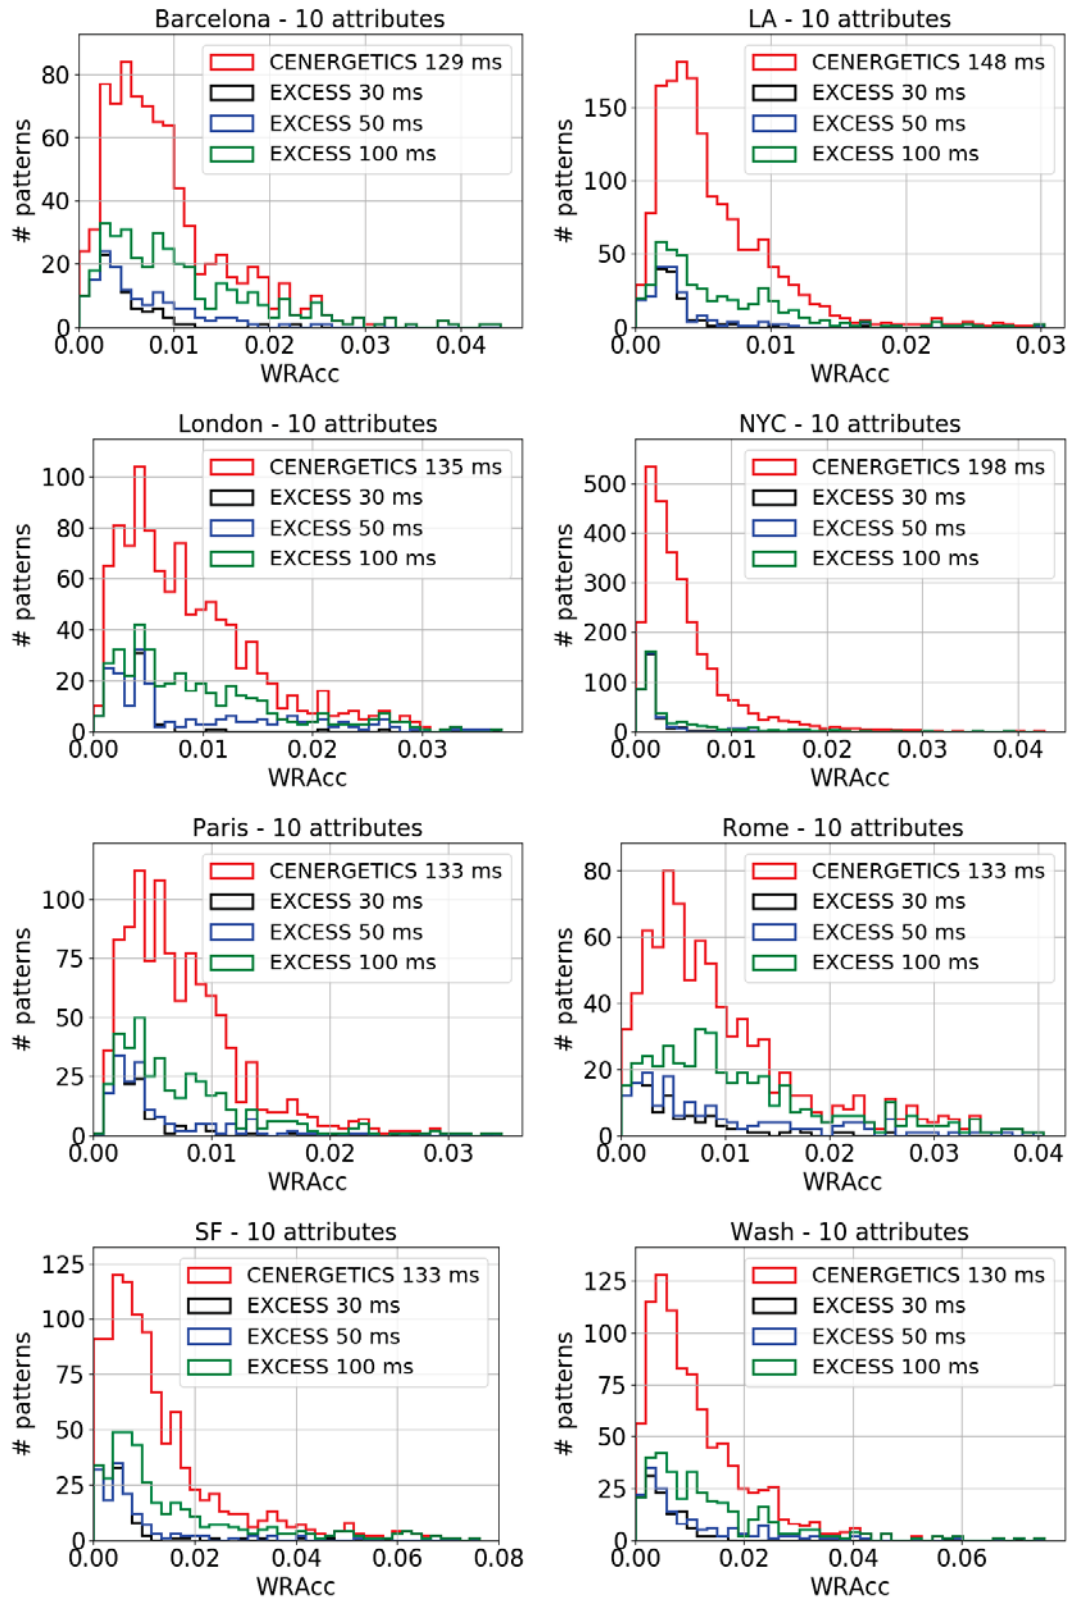 Barcelona - 10 attributes
CENERGETICS 129 ms
EXCESS 30 ms
EXCESS 50 ms
EXCESS 100 ms
# patterns
80
60
40
20
0
0.00 0.01 0.02 0.03 0.04
WRAcc
LA - 10 attributes
CENERGETICS 148 ms
EXCESS 30 ms
EXCESS 50 ms
EXCESS 100 ms
# patterns
150
100
50
0
0.00 0.01 0.02 0.03
WRAcc
London - 10 attributes
CENERGETICS 135 ms
EXCESS 30 ms
EXCESS 50 ms
EXCESS 100 ms
# patterns
100
80
60
40
20
0
0.00 0.01 0.02 0.03
WRAcc
NYC - 10 attributes
CENERGETICS 198 ms
EXCESS 30 ms
EXCESS 50 ms
EXCESS 100 ms
# patterns
500
400
300
200
100
0
0.00 0.01 0.02 0.03 0.04
WRAcc
Paris - 10 attributes
CENERGETICS 133 ms
EXCESS 30 ms
EXCESS 50 ms
EXCESS 100 ms
# patterns
100
75
50
25
0
0.00 0.01 0.02 0.03
WRAcc
Rome - 10 attributes
CENERGETICS 133 ms
EXCESS 30 ms
EXCESS 50 ms
EXCESS 100 ms
# patterns
80
60
40
20
0
0.00 0.01 0.02 0.03 0.04
WRAcc
SF - 10 attributes
CENERGETICS 133 ms
EXCESS 30 ms
EXCESS 50 ms
EXCESS 100 ms
# patterns
125
100
75
50
25
0
0.00 0.02 0.04 0.06 0.08
WRAcc
Wash - 10 attributes
CENERGETICS 130 ms
EXCESS 30 ms
EXCESS 50 ms
EXCESS 100 ms
# patterns
125
100
75
50
25
0
0.00 0.02 0.04 0.06
WRAcc